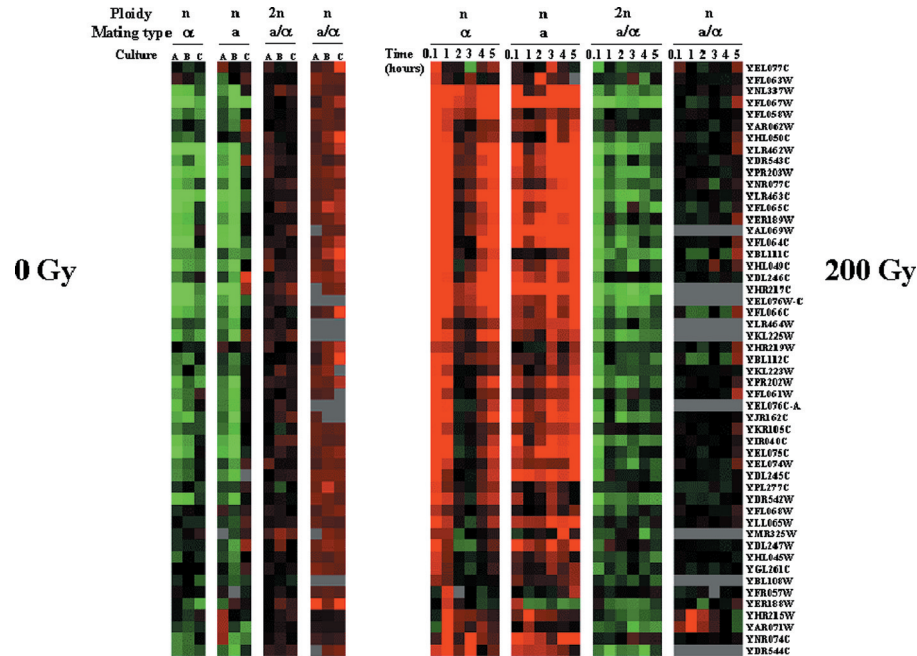 Ploidy n n 2n n n n 2n n
Mating type α a a/α a/α α a a/α a/α
Culture A B C A B C A B C A B C Time 0.1 1 2 3 4 5 0.1 1 2 3 4 5 0.1 1 2 3 4 5 0.1 1 2 3 4 5
(hours)
YEL077C
YFL063W
YNL337W
YFL067W
YFL058W
YAR062W
YHL050C
YLR462W
YDR543C
YPR203W
YNR077C
YLR463C
YFL065C
YER189W
YAL069W
YFL064C
YBL111C
YHL049C
0 Gy
200 Gy
YDL246C
YHR217C
YEL076W-C
YFL066C
YLR464W
YKL225W
YHR219W
YBL112C
YKL223W
YPR202W
YFL061W
YEL076C-A
YJR162C
YKR105C
YIR040C
YEL075C
YEL074W
YDL245C
YPL277C
YDR542W
YFL068W
YLL065W
YMR325W
YDL247W
YHL045W
YGL261C
YBL108W
YFR057W
YER188W
YHR215W
YAR071W
YNR074C
YDR544C